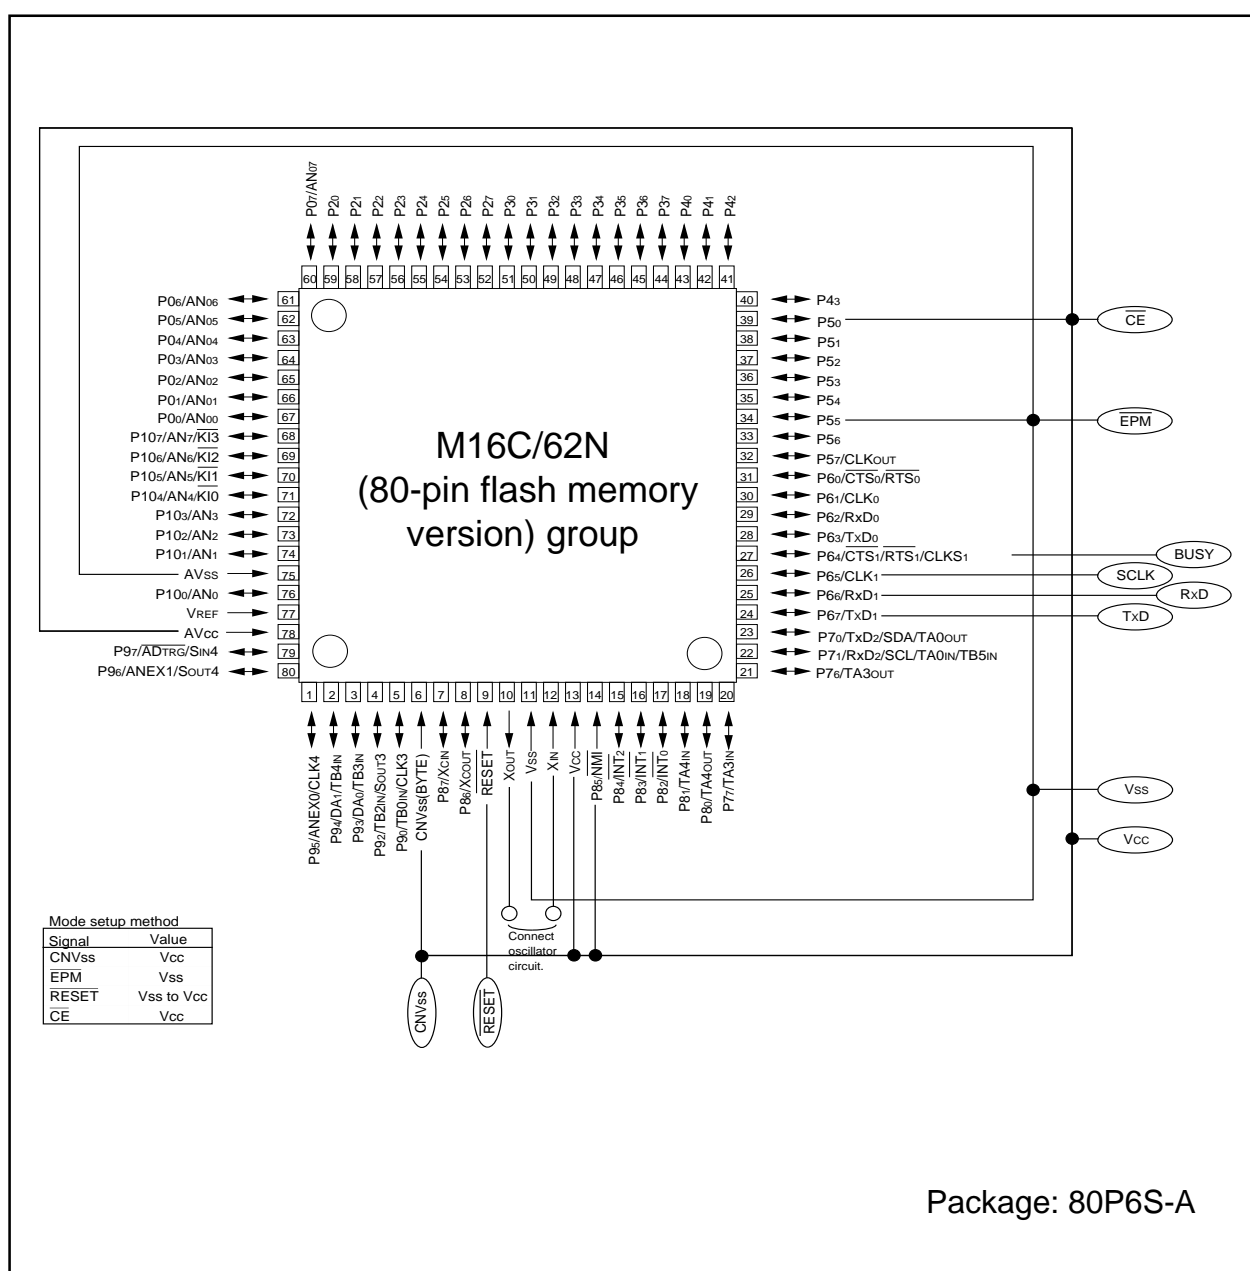 P07/AN07
P20
P21
P22
P23
P24
P25
P26
P27
P30
P31
P32
P33
P34
P35
P36
P37
P40
P41
P42
60 59 58 57 56 55 54 53 52 51 50 49 48 47 46 45 44 43 42 41
P06/AN06 61
P05/AN05 62
P04/AN04 63
P03/AN03 64
P02/AN02 65
P01/AN01 66
P00/AN00 67
P107/AN7/KI3 68
P106/AN6/KI2 69
P105/AN5/KI1 70
P104/AN4/KI0 71
P103/AN3 72
P102/AN2 73
P101/AN1 74
AVSS 75
P100/AN0 76
VREF 77
AVCC 78
P97/ADTRG/SIN4 79
P96/ANEX1/SOUT4 80
M16C/62N
(80-pin flash memory
version) group
40 P43
39 P50
38 P51
37 P52
36 P53
35 P54
34 P55
33 P56
32 P57/CLKOUT
31 P60/CTS0/RTS0
30 P61/CLK0
29 P62/RxD0
28 P63/TxD0
27 P64/CTS1/RTS1/CLKS1
26 P65/CLK1
25 P66/RxD1
24 P67/TxD1
23 P70/TxD2/SDA/TA0OUT
22 P71/RxD2/SCL/TA0IN/TB5IN
21 P76/TA3OUT
CE
EPM
BUSY
SCLK
RxD
TxD
Vss
Vcc
1 2 3 4 5 6 7 8 9 10 11 12 13 14 15 16 17 18 19 20
P95/ANEX0/CLK4
P94/DA1/TB4IN
P93/DA0/TB3IN
P92/TB2IN/SOUT3
P90/TB0IN/CLK3
CNVss(BYTE)
P87/XCIN
P86/XCOUT
RESET
XOUT
VSS
XIN
VCC
P85/NMI
P84/INT2
P83/INT1
P82/INT0
P81/TA4IN
P80/TA4OUT
P77/TA3IN
Connect
oscillator
circuit.
CNVss
RESET
Mode setup method
Signal Value
CNVss Vcc
EPM Vss
RESET Vss to Vcc
CE Vcc
Package: 80P6S-A